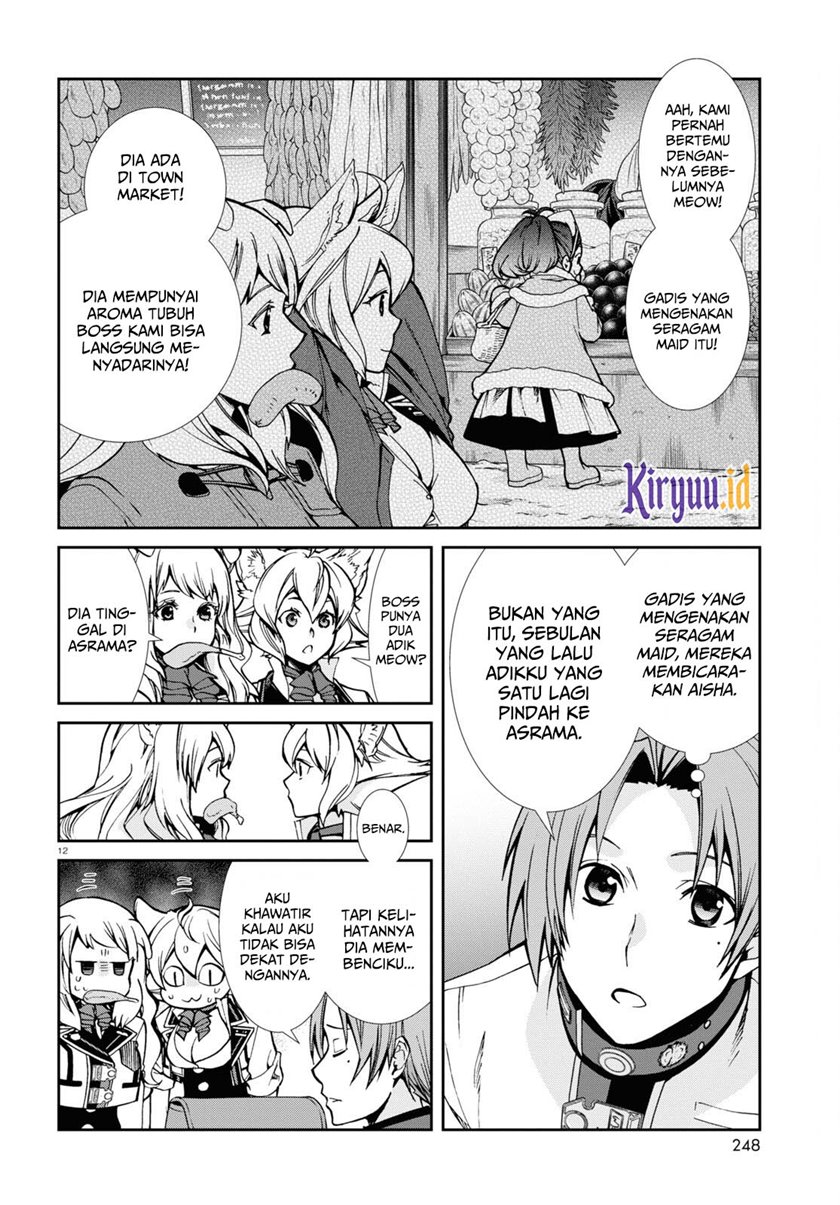 AAH, KAMI
PERNAH
BERTEMU
DENGAN-
NYA SEBE-
LUMNYA
MEOW!
GADIS YANG
MENGENAKAN
SERAGAM
MAID ITU!
DIA ADA
DI TOWN
MARKET!
DIA MEMPUNYAI
AROMA TUBUH
BOSS KAMI BISA
LANGSUNG ME-
NYADARINYA!
Kiryuu.id
GADIS YANG
MENGENAKAN
SERAGAM
MAID, MEREKA
MEMBICARA-
KAN AISHA.
BUKAN YANG
ITU, SEBULAN
YANG LALU
ADIKKU YANG
SATU LAGI
PINDAH KE
ASRAMA.
BOSS
PUNYA
DUA
ADIK
MEOW?
DIA TING-
GAL DI
ASRAMA?
BENAR.
TAPI KELI-
HATANNYA
DIA MEM-
BENCIKU...
AKU
KHAWATIR
KALAU AKU
TIDAK BISA
DEKAT DE-
NGANNYA.
12
248